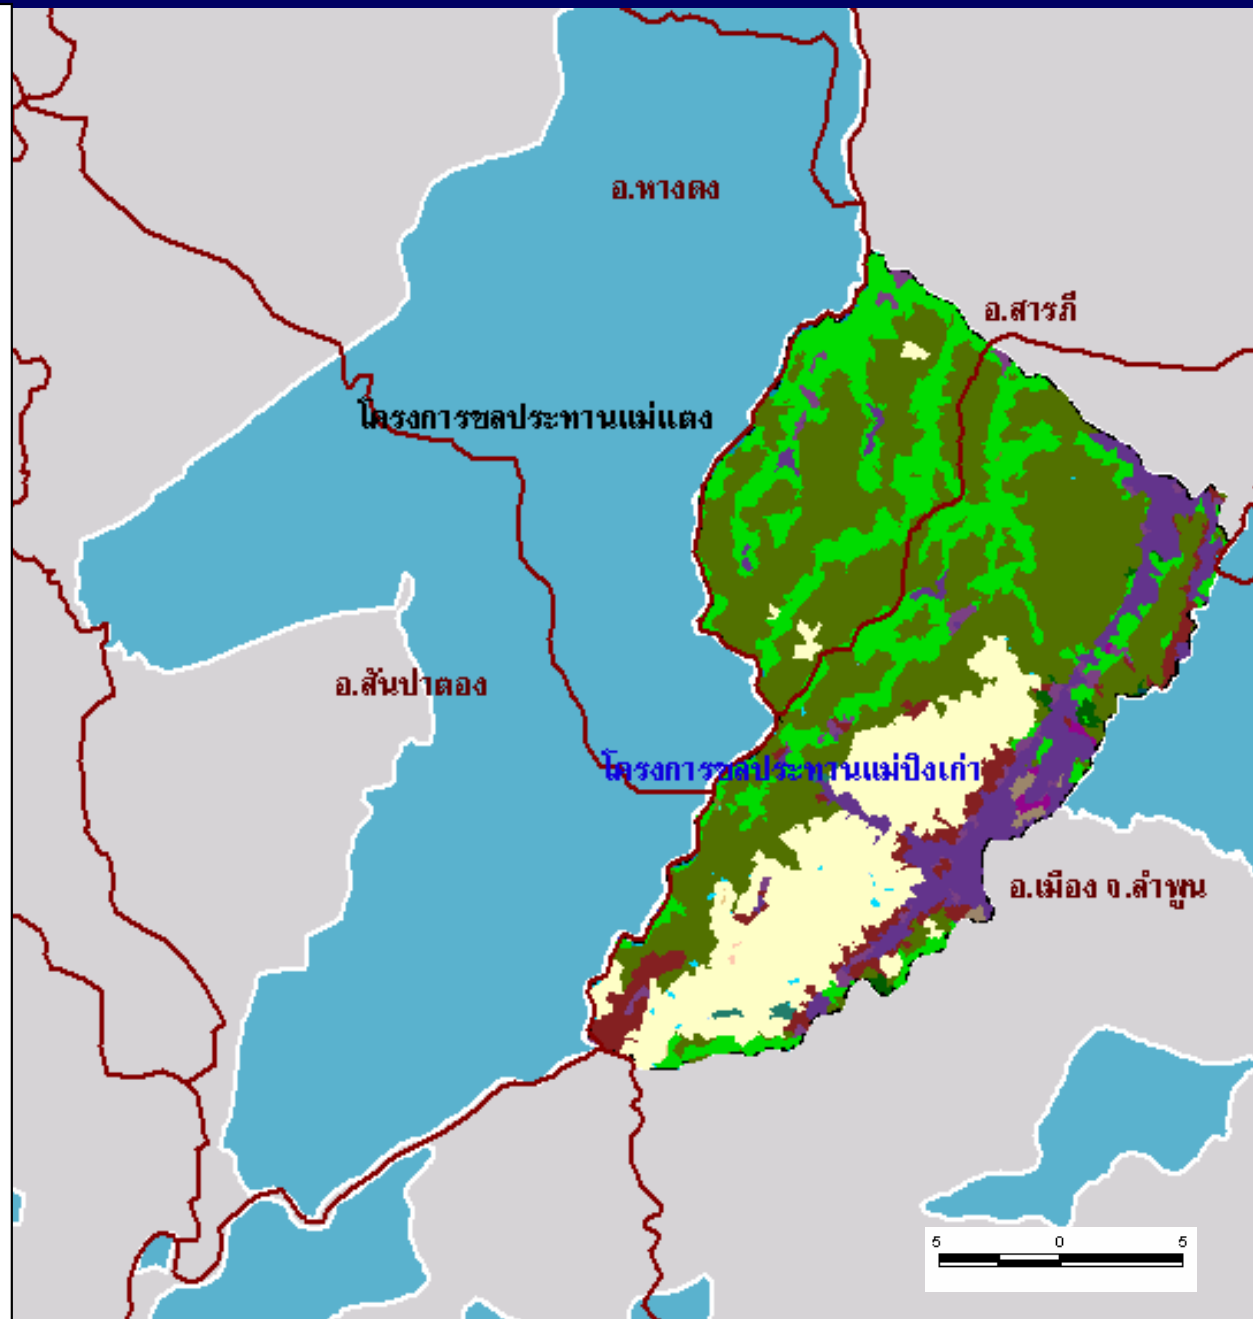 อ.หางดง
อ.สารภี
โครงการชลประทานแม่แตง
อ.สันป่าตอง
โครงการชลประทานแม่ปิงเก่า
อ.เมือง จ.ลำพูน
5 0 5